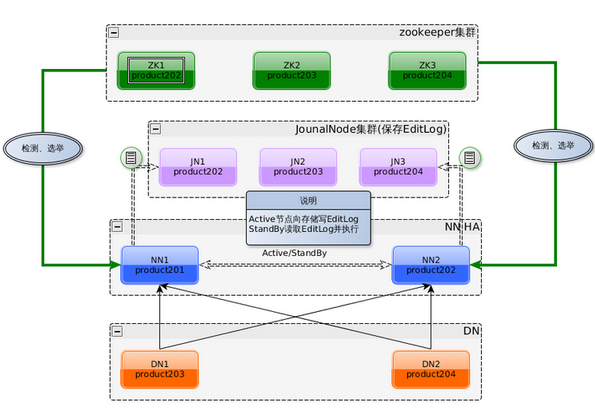 zookeeper集群
ZK1
product202
ZK2
product203
ZK3
product204
检测、选举
检测、选举
JounalNode集群(保存EditLog)
JN1
product202
JN2
product203
JN3
product204
说明
Active节点向存储写EditLog
StandBy读取EditLog并执行
NN HA
NN1
product201
Active/StandBy
NN2
product202
DN
DN1
product203
DN2
product204